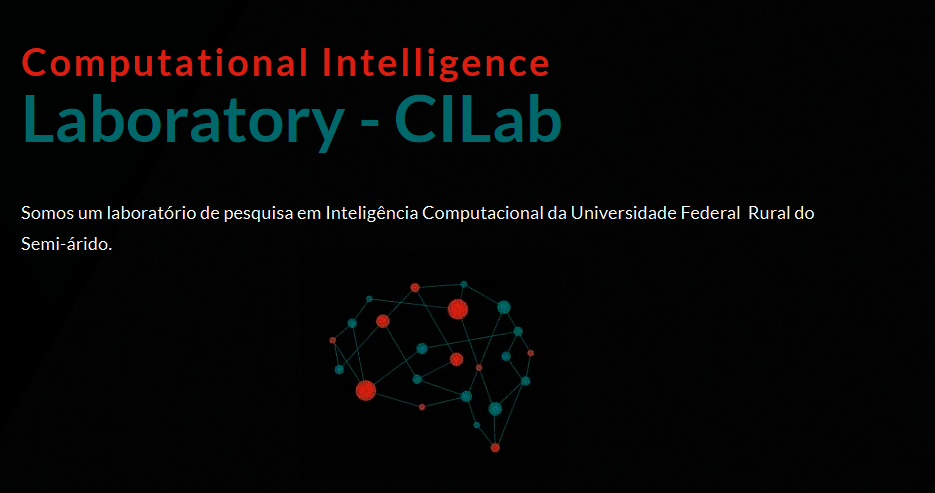 Computational Intelligence
Laboratory - CILab
Somos um laboratório de pesquisa em Inteligência Computacional da Universidade Federal  Rural do
Semi-árido.